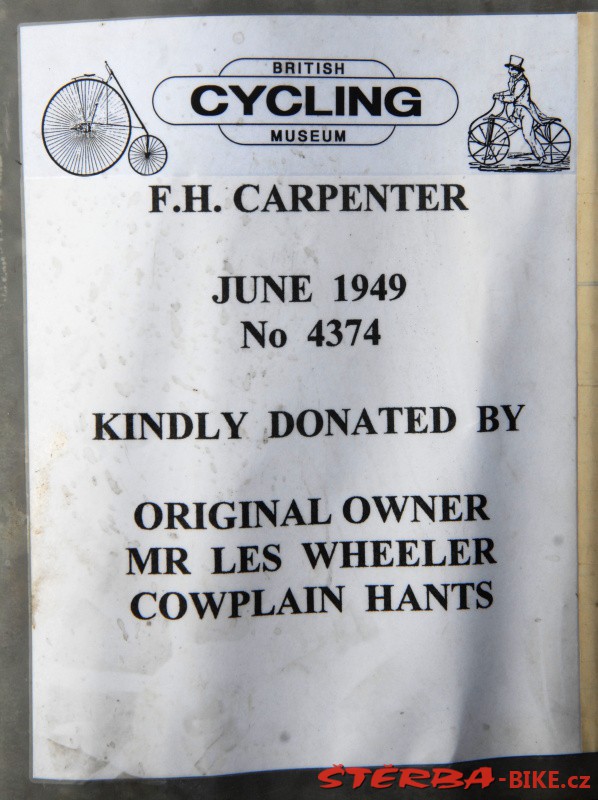 BRITISH
CYCLING
MUSEUM
F.H. CARPENTER
JUNE 1949
No 4374
KINDLY DONATED BY
ORIGINAL OWNER
MR LES WHEELER
COWPLAIN HANTS
ŠTĚRBA-BIKE.cz